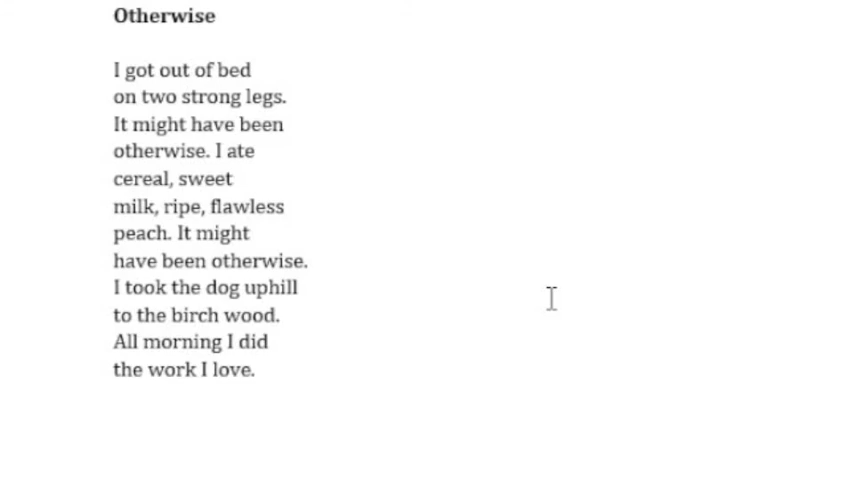 Otherwise
I got out of bed
on two strong legs.
It might have been
otherwise. I ate
cereal, sweet
milk, ripe, flawless
peach. It might
have been otherwise.
I took the dog uphill
to the birch wood.
All morning I did
the work I love.